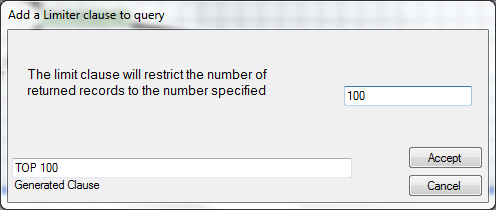 Add a Limiter clause to query
The limit clause will restrict the number of
returned records to the number specified
100
TOP 100
Generated Clause
Accept
Cancel